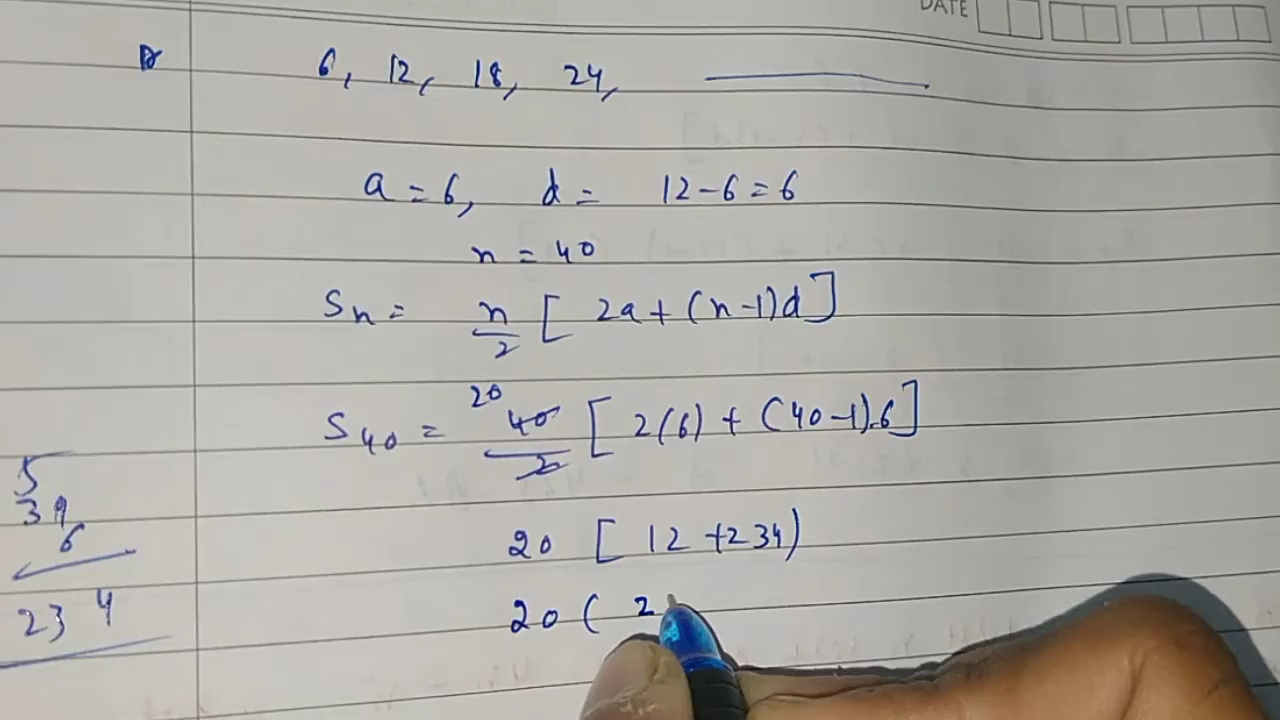 DATE
6, 12, 18, 24,
a = 6, d = 12-6 = 6
n = 40
Sn = n/2 [ 2a + (n-1)d ]
S40 = 20 40/2 [ 2(6) + (40-1).6 ]
20 [ 12 + 234)
20 ( 2
5
39
6
234